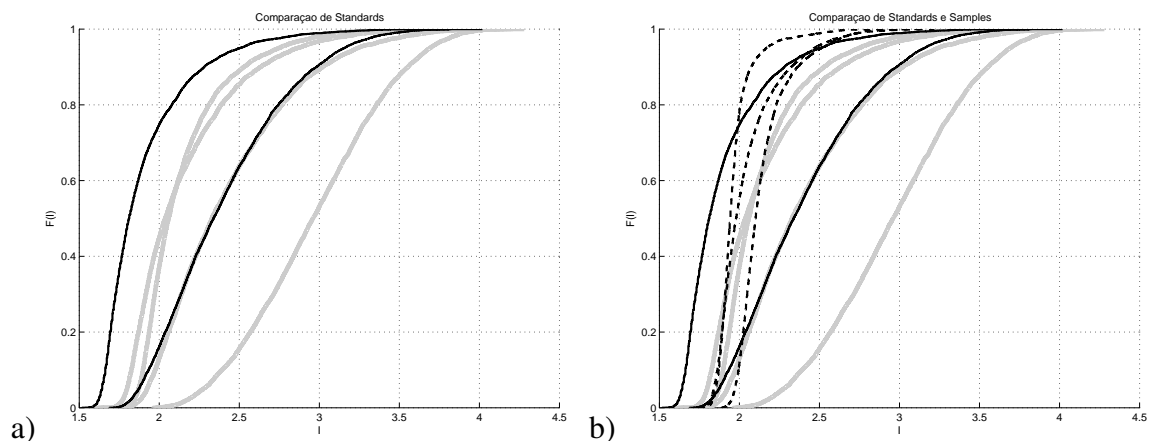 Comparaçao de Standards
1
0.8
0.6
F(l)
0.4
0.2
0
1.5 2 2.5 3 3.5 4 4.5
l
a)
Comparaçao de Standards e Samples
1
0.8
0.6
F(l)
0.4
0.2
0
1.5 2 2.5 3 3.5 4 4.5
l
b)